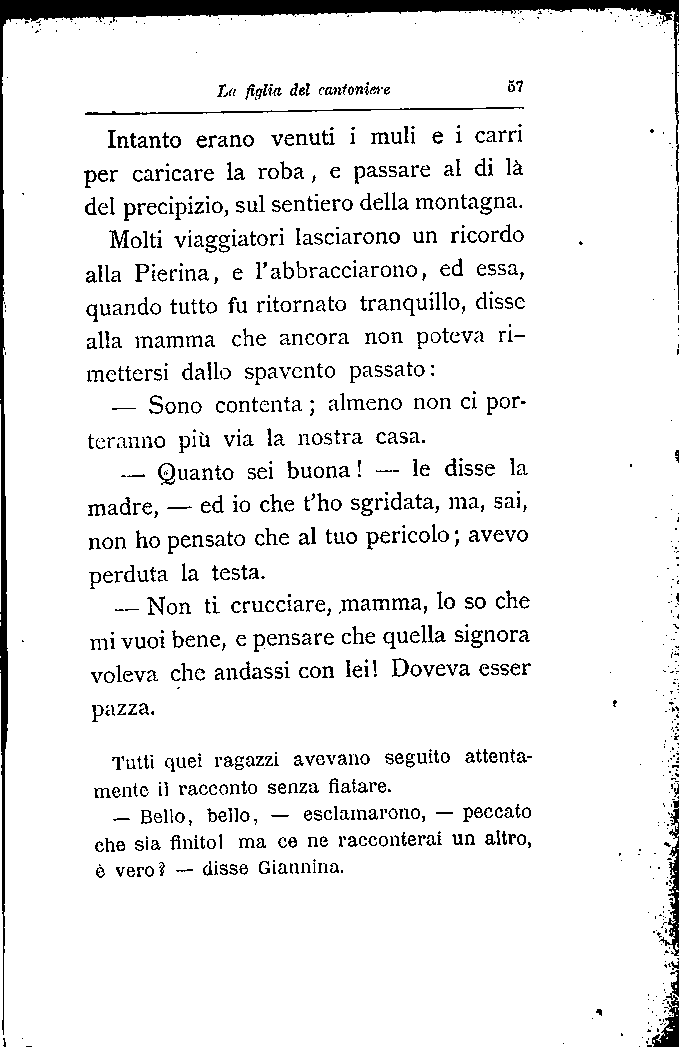 La figlia del cantoniere 57
Intanto erano venuti i muli e i carri
per caricare la roba, e passare al di là
del precipizio, sul sentiero della montagna.
Molti viaggiatori lasciarono un ricordo
alla Pierina, e l'abbracciarono, ed essa,
quando tutto fu ritornato tranquillo, disse
alla mamma che ancora non poteva ri-
mettersi dallo spavento passato:
— Sono contenta; almeno non ci por-
teranno più via la nostra casa.
— Quanto sei buona! — le disse la
madre, — ed io che t'ho sgridata, ma, sai,
non ho pensato che al tuo pericolo; avevo
perduta la testa.
— Non ti crucciare, mamma, lo so che
mi vuoi bene, e pensare che quella signora
voleva che andassi con lei! Doveva esser
pazza.
Tutti quei ragazzi avevano seguito attenta-
mente il racconto senza fiatare.
— Bello, bello, — esclamarono, — peccato
che sia finito! ma ce ne racconterai un altro,
è vero? — disse Giannina.